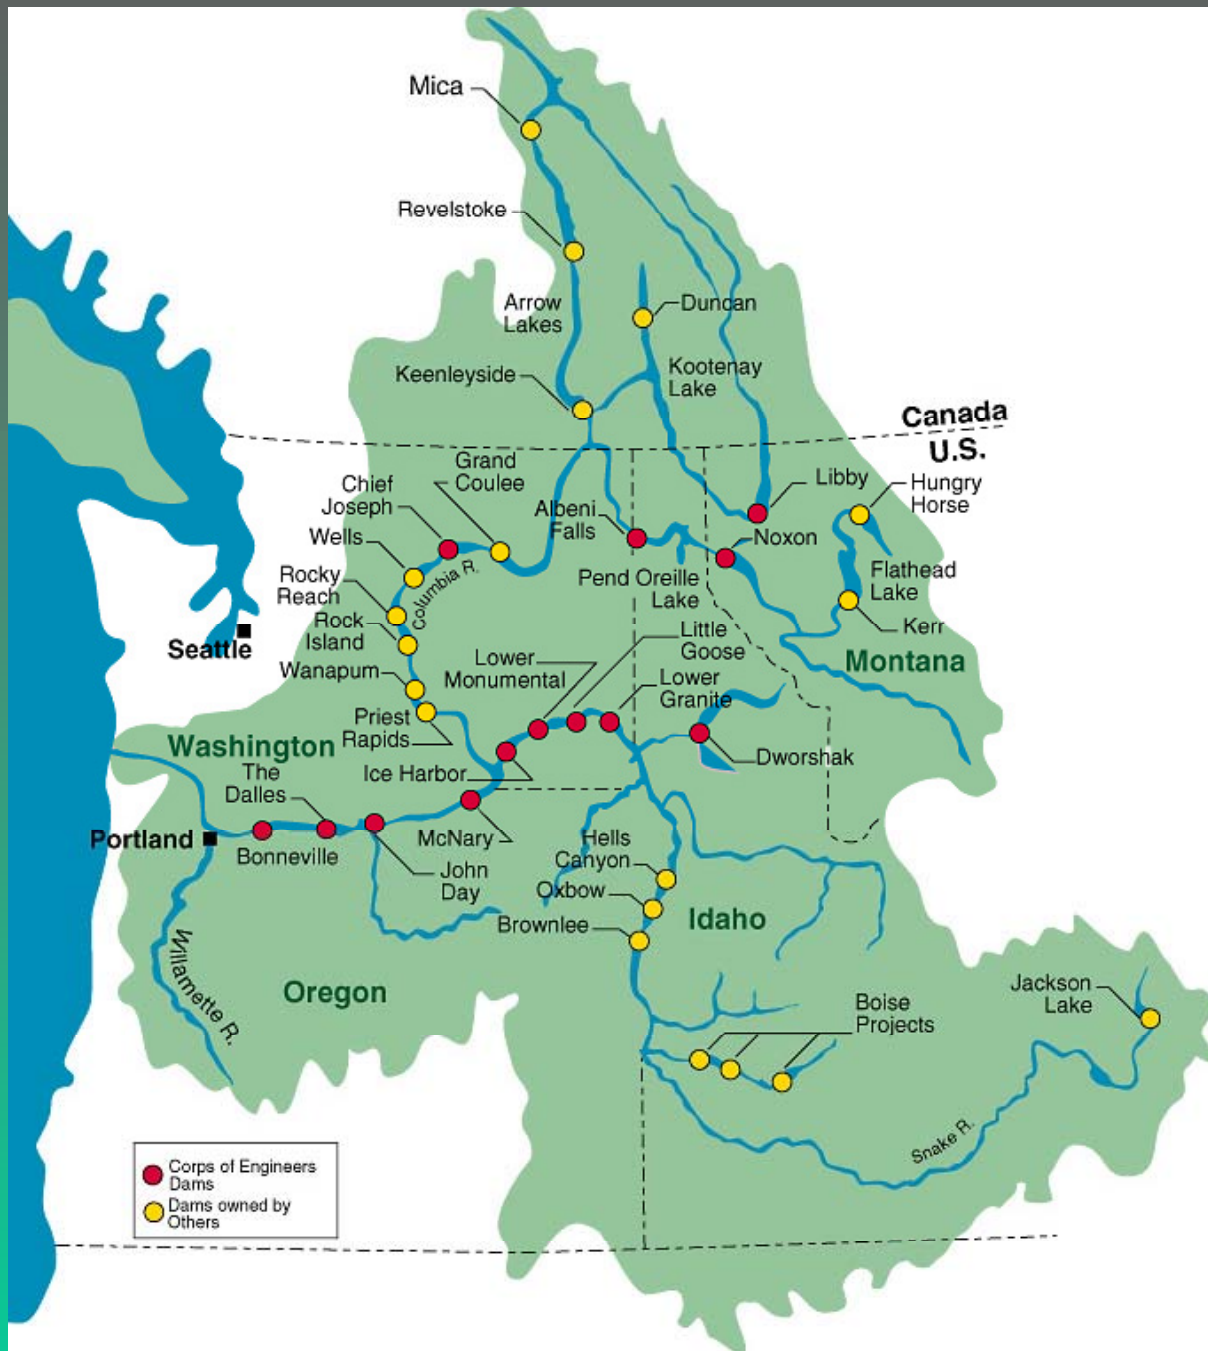 Mica
Revelstoke
Arrow
Lakes
Duncan
Keenleyside
Kootenay
Lake
Canada
U.S.
Grand
Coulee
Chief
Joseph
Libby
Hungry
Horse
Albeni
Falls
Wells
Noxon
Rocky
Reach
Columbia R.
Pend Oreille
Lake
Flathead
Lake
Rock
Island
Kerr
Seattle
Little
Goose
Lower
Monumental
Montana
Wanapum
Lower
Granite
Priest
Rapids
Washington
Ice Harbor
Dworshak
The
Dalles
Portland
Bonneville
McNary
John
Day
Hells
Canyon
Oxbow
Brownlee
Idaho
Willamette R.
Oregon
Jackson
Lake
Boise
Projects
Snake R.
Corps of Engineers
Dams
Dams owned by
Others